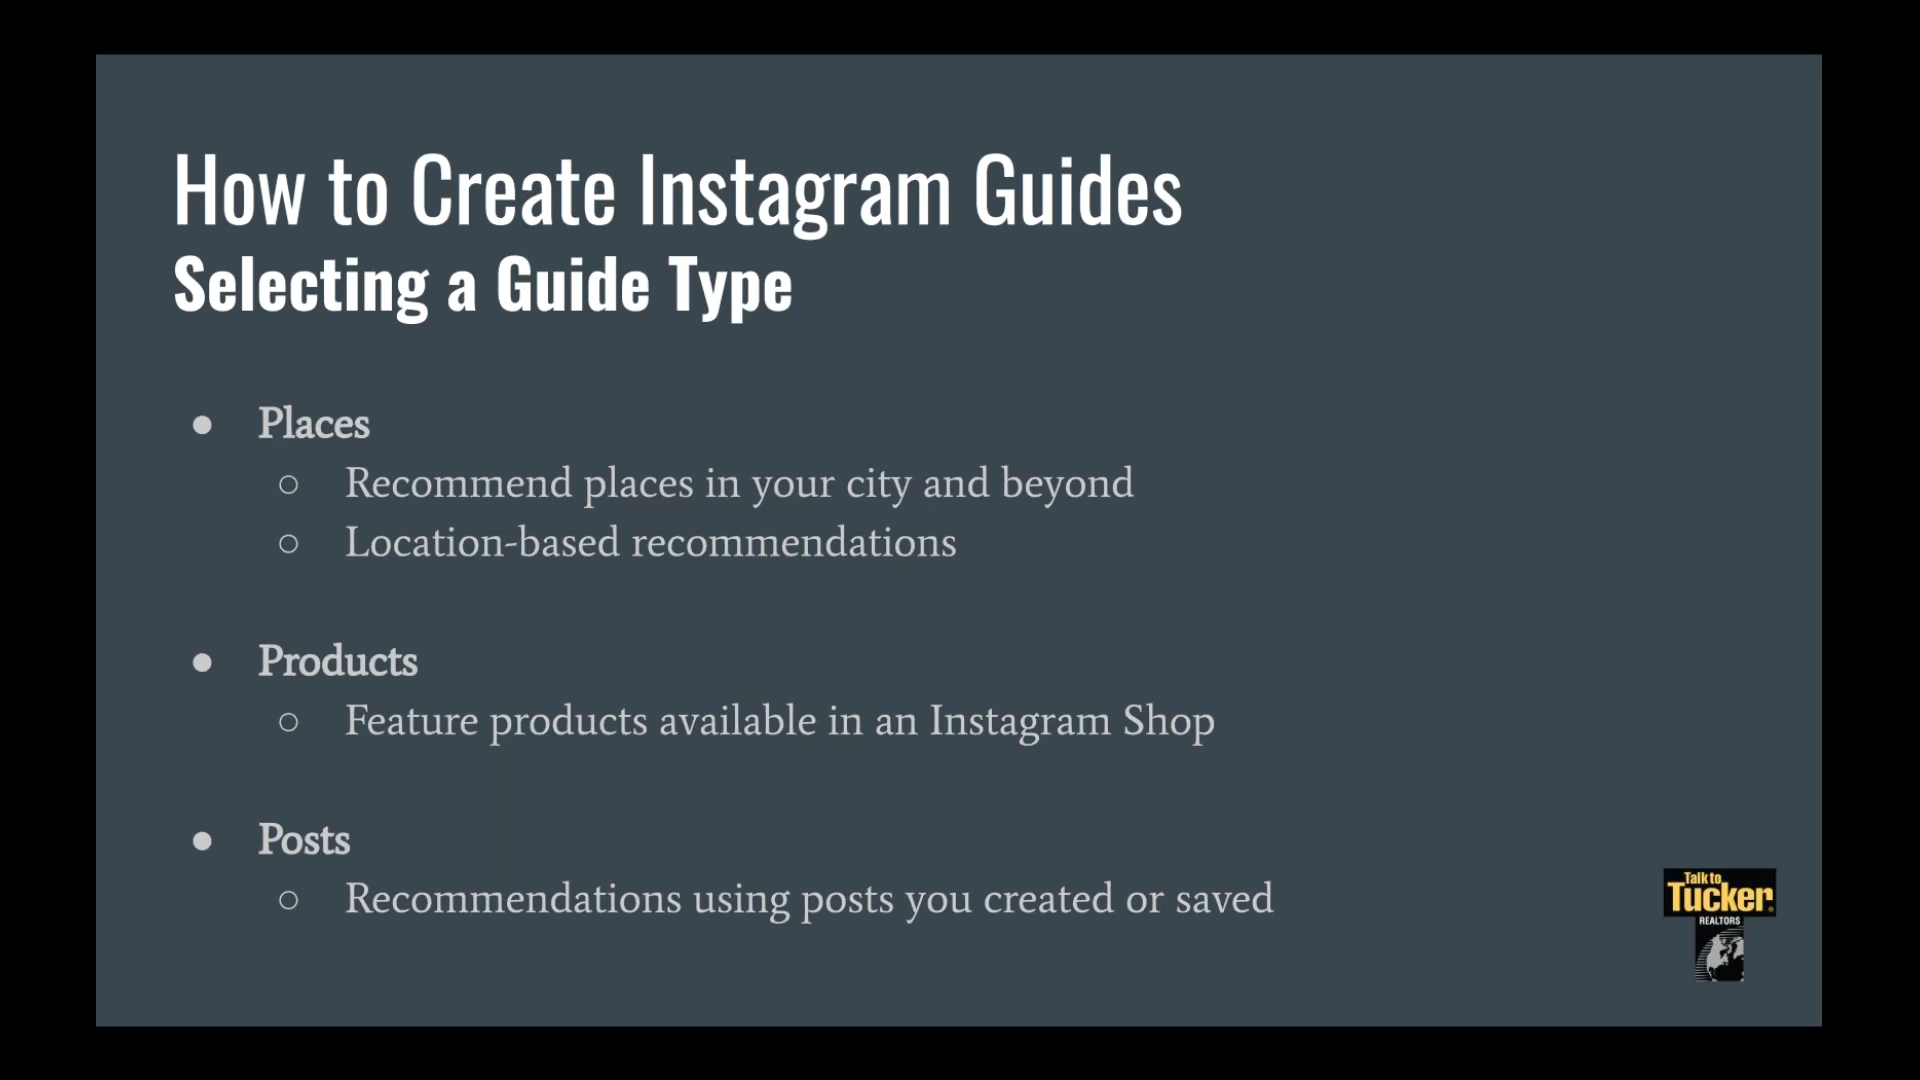 How to Create Instagram Guides
Selecting a Guide Type
● Places
○ Recommend places in your city and beyond
○ Location-based recommendations
● Products
○ Feature products available in an Instagram Shop
● Posts
○ Recommendations using posts you created or saved
Talk to
Tucker®
REALTORS